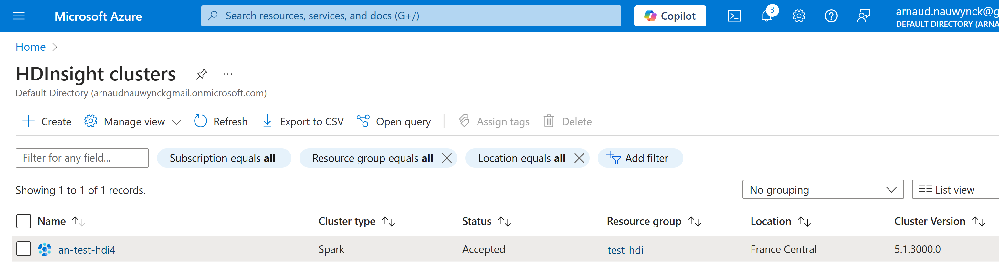 Microsoft Azure
Search resources, services, and docs (G+/)
Copilot
3
arnaud.nauwynck@g
DEFAULT DIRECTORY (ARNA
Home
HDInsight clusters
Default Directory (arnaudnauwynckgmail.onmicrosoft.com)
Create Manage view Refresh Export to CSV Open query Assign tags Delete
Filter for any field... Subscription equals all Resource group equals all Location equals all Add filter
Showing 1 to 1 of 1 records. No grouping List view
Name Cluster type Status Resource group Location Cluster Version
an-test-hdi4 Spark Accepted test-hdi France Central 5.1.3000.0